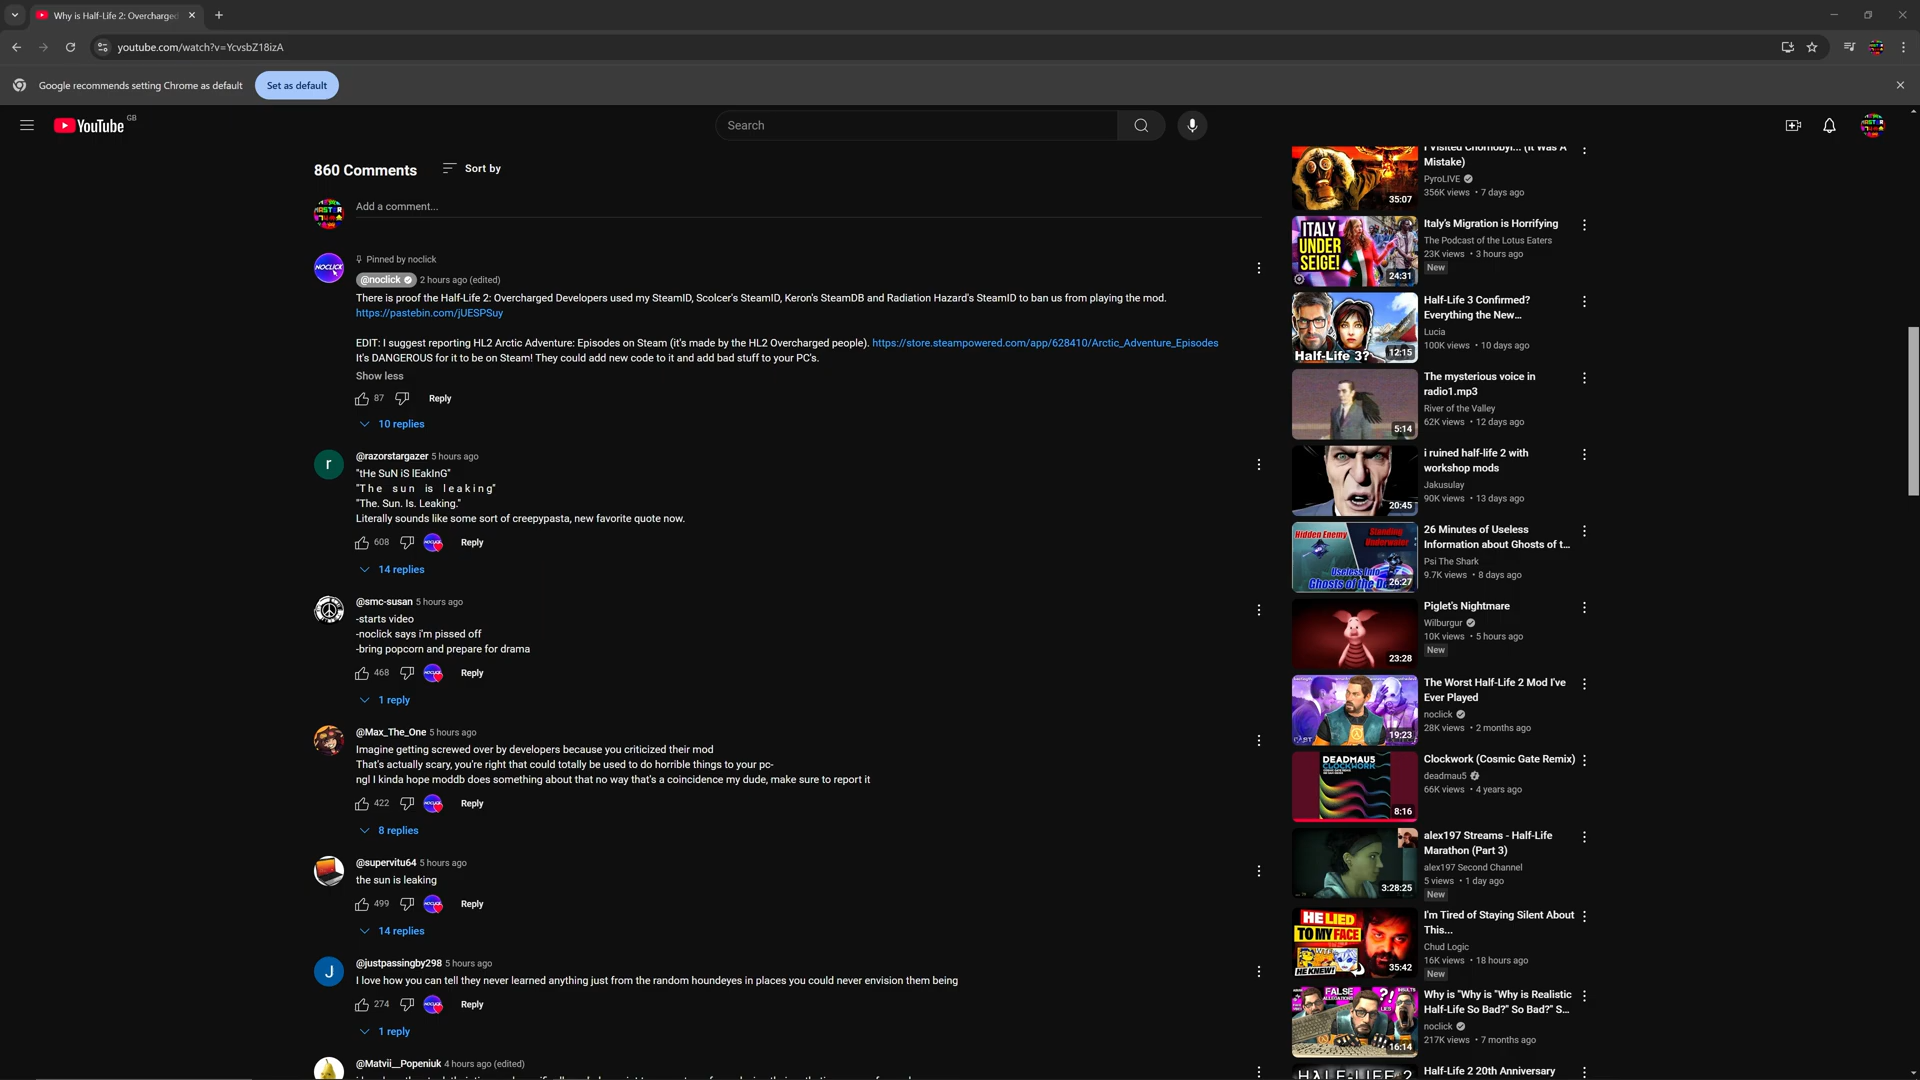 Why is Half-Life 2: Overcharged
youtube.com/watch?v=YcvsbZ18izA
Google recommends setting Chrome as default
Set as default
YouTube GB
Search
860 Comments
Sort by
Add a comment...
Pinned by noclick
@noclick 2 hours ago (edited)
There is proof the Half-Life 2: Overcharged Developers used my SteamID, Scolcer's SteamID, Keron's SteamDB and Radiation Hazard's SteamID to ban us from playing the mod.
https://pastebin.com/jUESPSuy
EDIT: I suggest reporting HL2 Arctic Adventure: Episodes on Steam (it's made by the HL2 Overcharged people). https://store.steampowered.com/app/628410/Arctic_Adventure_Episodes
It's DANGEROUS for it to be on Steam! They could add new code to it and add bad stuff to your PC's.
Show less
87 Reply
10 replies
@razorstargazer 5 hours ago
"tHe SuN iS lEakInG"
"T h e s u n i s l e a k i n g"
"The. Sun. Is. Leaking."
Literally sounds like some sort of creepypasta, new favorite quote now.
608 Reply
14 replies
@smc-susan 5 hours ago
-starts video
-noclick says i'm pissed off
-bring popcorn and prepare for drama
468 Reply
1 reply
@Max_The_One 5 hours ago
Imagine getting screwed over by developers because you criticized their mod
That's actually scary, you're right that could totally be used to do horrible things to your pc-
ngl I kinda hope moddb does something about that no way that's a coincidence my dude, make sure to report it
422 Reply
8 replies
@supervitu64 5 hours ago
the sun is leaking
499 Reply
14 replies
@justpassingby298 5 hours ago
I love how you can tell they never learned anything just from the random houndeyes in places you could never envision them being
274 Reply
1 reply
@Matvii__Popeniuk 4 hours ago (edited)
I Visited Chornobyl... (It Was A
Mistake)
PyroLIVE
356K views • 7 days ago
35:07
ITALY
UNDER
SEIGE!
24:31
Italy's Migration is Horrifying
The Podcast of the Lotus Eaters
23K views • 3 hours ago
New
Half-Life 3?
12:15
Half-Life 3 Confirmed?
Everything the New...
Lucia
100K views • 10 days ago
5:14
The mysterious voice in
radio1.mp3
River of the Valley
62K views • 12 days ago
20:45
i ruined half-life 2 with
workshop mods
Jakusulay
90K views • 13 days ago
Hidden Enemy
Standing
Underwater
Useless Info
Ghosts of the De
26:27
26 Minutes of Useless
Information about Ghosts of t...
Psi The Shark
9.7K views • 8 days ago
23:28
Piglet's Nightmare
Wilburgur
10K views • 5 hours ago
New
19:23
The Worst Half-Life 2 Mod I've
Ever Played
noclick
28K views • 2 months ago
DEADMAU5
CLOCKWORK
8:16
Clockwork (Cosmic Gate Remix)
deadmau5
66K views • 4 years ago
3:28:25
alex197 Streams - Half-Life
Marathon (Part 3)
alex197 Second Channel
5 views • 1 day ago
New
HE LIED
TO MY FACE
HE KNEW!
35:42
I'm Tired of Staying Silent About
This...
Chud Logic
16K views • 18 hours ago
New
FALSE
ALLEGATIONS
?!
INSULTS
16:14
Why is "Why is "Why is Realistic
Half-Life So Bad?" So Bad?" S...
noclick
217K views • 7 months ago
HALF-LIFE 2
Half-Life 2 20th Anniversary